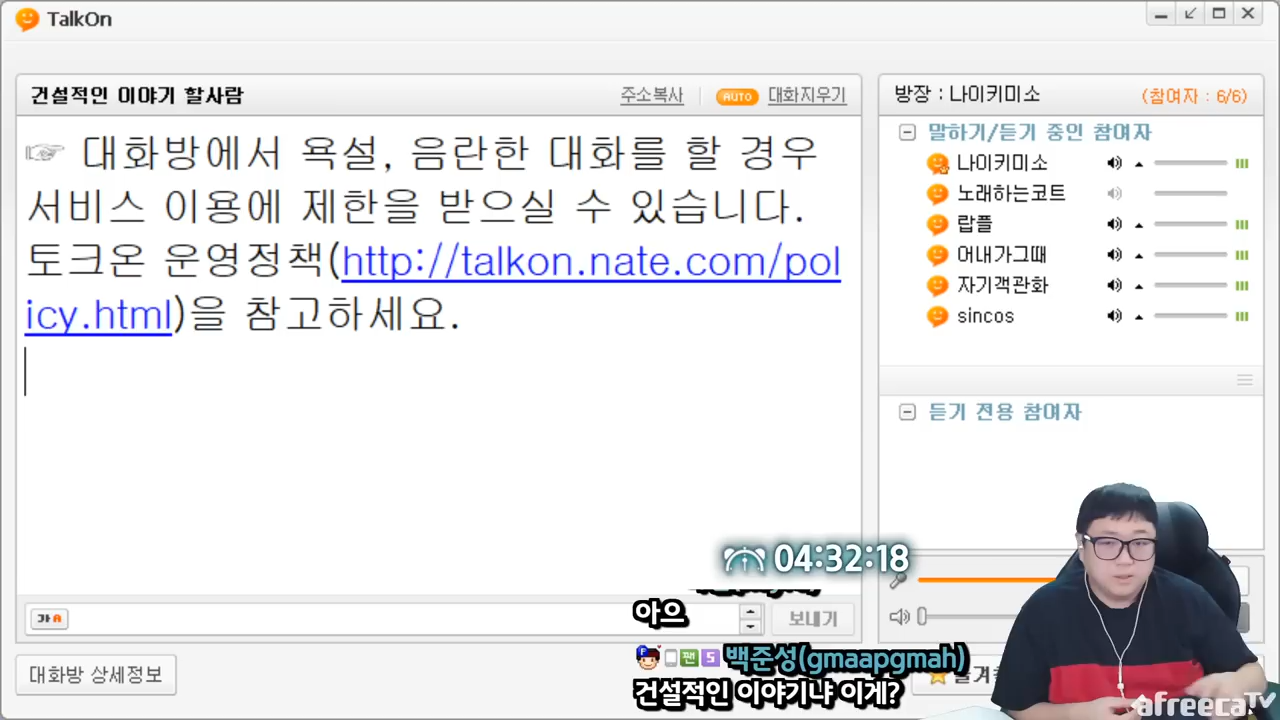 TalkOn
건설적인 이야기 할사람
주소복사
AUTO 대화지우기
☞ 대화방에서 욕설, 음란한 대화를 할 경우
서비스 이용에 제한을 받으실 수 있습니다.
토크온 운영정책(http://talkon.nate.com/pol
icy.html)을 참고하세요.
가A
보내기
대화방 상세정보
방장 : 나이키미소
(참여자 : 6/6)
말하기/듣기 중인 참여자
나이키미소
노래하는코트
랍플
어내가그때
자기객관화
sincos
듣기 전용 참여자
04:32:18
아으
F 팬 S 백준성(gmaapgmah)
건설적인 이야기냐 이게?
afreecaTV